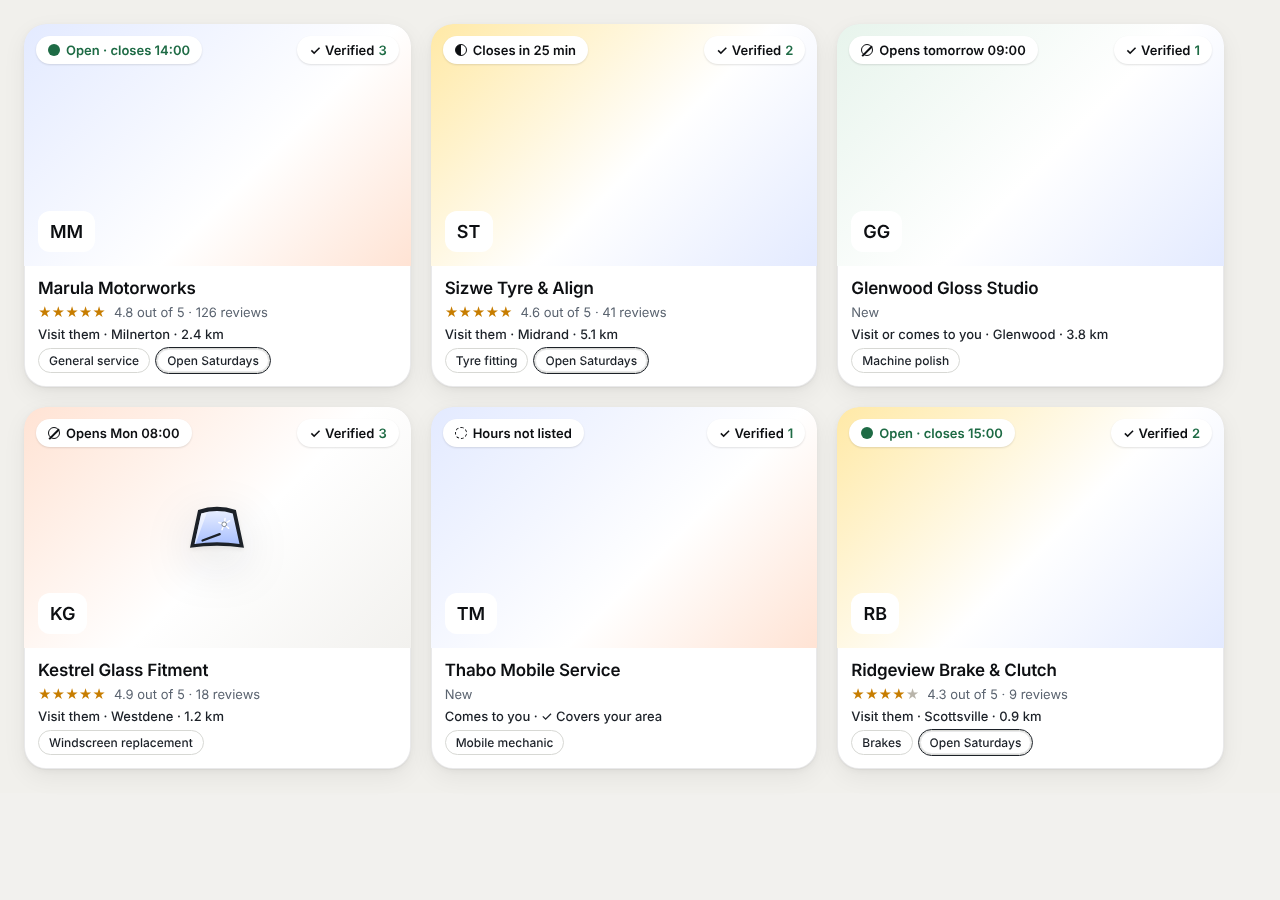 Open · closes 14:00
✓ Verified 3
MM
Marula Motorworks
★★★★★ 4.8 out of 5 · 126 reviews
Visit them · Milnerton · 2.4 km
General service
Open Saturdays
Closes in 25 min
✓ Verified 2
ST
Sizwe Tyre & Align
★★★★★ 4.6 out of 5 · 41 reviews
Visit them · Midrand · 5.1 km
Tyre fitting
Open Saturdays
Opens tomorrow 09:00
✓ Verified 1
GG
Glenwood Gloss Studio
New
Visit or comes to you · Glenwood · 3.8 km
Machine polish
Opens Mon 08:00
✓ Verified 3
KG
Kestrel Glass Fitment
★★★★★ 4.9 out of 5 · 18 reviews
Visit them · Westdene · 1.2 km
Windscreen replacement
Hours not listed
✓ Verified 1
TM
Thabo Mobile Service
New
Comes to you · ✓ Covers your area
Mobile mechanic
Open · closes 15:00
✓ Verified 2
RB
Ridgeview Brake & Clutch
★★★★★ 4.3 out of 5 · 9 reviews
Visit them · Scottsville · 0.9 km
Brakes
Open Saturdays